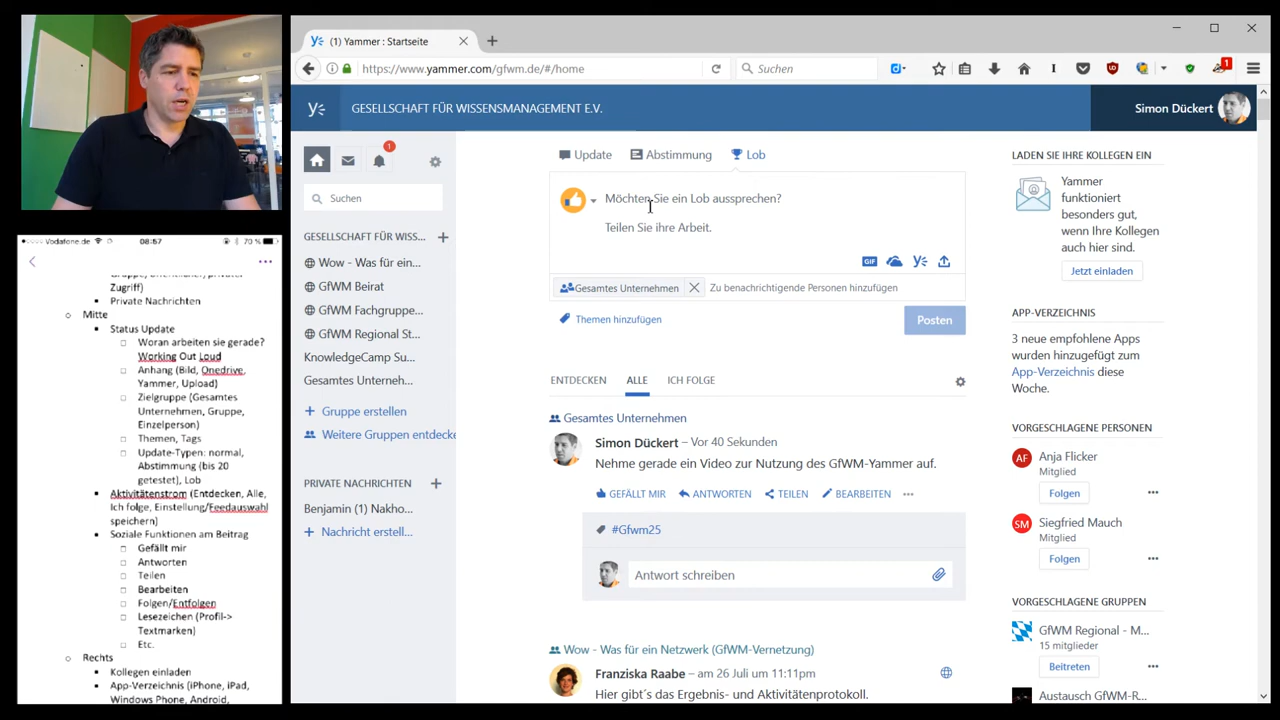 (1) Yammer : Startseite
https://www.yammer.com/gfwm.de/#/home
Suchen
1
GESELLSCHAFT FÜR WISSENSMANAGEMENT E.V.
Simon Dückert
1
Suchen
GESELLSCHAFT FÜR WISS...
Wow - Was für ein...
GfWM Beirat
GfWM Fachgruppe...
GfWM Regional St...
KnowledgeCamp Su...
Gesamtes Unterneh...
Gruppe erstellen
Weitere Gruppen entdecke
PRIVATE NACHRICHTEN
Benjamin (1) Nakho...
Nachricht erstell...
Update
Abstimmung
Lob
Möchten Sie ein Lob aussprechen?
Teilen Sie ihre Arbeit.
GIF
Gesamtes Unternehmen
Zu benachrichtigende Personen hinzufügen
Themen hinzufügen
Posten
ENTDECKEN
ALLE
ICH FOLGE
Gesamtes Unternehmen
Simon Dückert – Vor 40 Sekunden
Nehme gerade ein Video zur Nutzung des GfWM-Yammer auf.
GEFÄLLT MIR
ANTWORTEN
TEILEN
BEARBEITEN
#Gfwm25
Antwort schreiben
Wow - Was für ein Netzwerk (GfWM-Vernetzung)
Franziska Raabe – am 26 Juli um 11:11pm
Hier gibt´s das Ergebnis- und Aktivitätenprotokoll.
LADEN SIE IHRE KOLLEGEN EIN
Yammer
funktioniert
besonders gut,
wenn Ihre Kollegen
auch hier sind.
Jetzt einladen
APP-VERZEICHNIS
3 neue empfohlene Apps
wurden hinzugefügt zum
App-Verzeichnis diese
Woche.
VORGESCHLAGENE PERSONEN
AF
Anja Flicker
Mitglied
Folgen
SM
Siegfried Mauch
Mitglied
Folgen
VORGESCHLAGENE GRUPPEN
GfWM Regional - M...
15 mitglieder
Beitreten
Austausch GfWM-R...
Vodafone.de
08:57
70 %
Gruppe, öffentlicher, privater
Zugriff)
Private Nachrichten
Mitte
Status Update
Woran arbeiten sie gerade?
Working Out Loud
Anhang (Bild, Onedrive,
Yammer, Upload)
Zielgruppe (Gesamtes
Unternehmen, Gruppe,
Einzelperson)
Themen, Tags
Update-Typen: normal,
Abstimmung (bis 20
getestet), Lob
Aktivitätenstrom (Entdecken, Alle,
Ich folge, Einstellung/Feedauswahl
speichern)
Soziale Funktionen am Beitrag
Gefällt mir
Antworten
Teilen
Bearbeiten
Folgen/Entfolgen
Lesezeichen (Profil->
Textmarken)
Etc.
Rechts
Kollegen einladen
App-Verzeichnis (iPhone, iPad,
Windows Phone, Android,